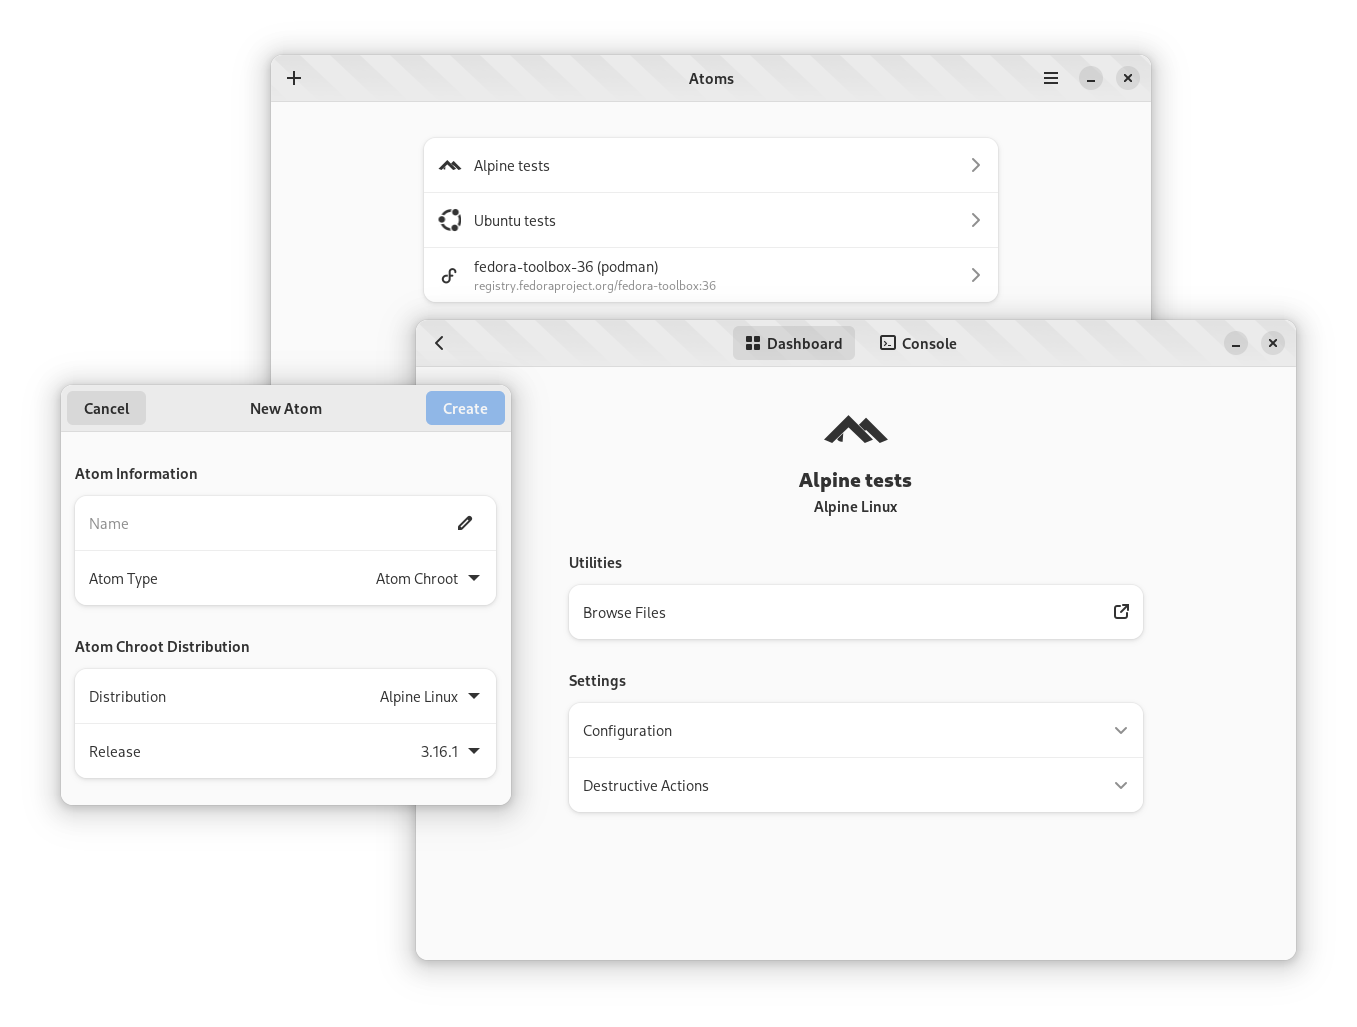 Atoms
Alpine tests
Ubuntu tests
fedora-toolbox-36 (podman)
registry.fedoraproject.org/fedora-toolbox:36
Dashboard
Console
Alpine tests
Alpine Linux
Utilities
Browse Files
Settings
Configuration
Destructive Actions
Cancel
New Atom
Create
Atom Information
Name
Atom Type
Atom Chroot
Atom Chroot Distribution
Distribution
Alpine Linux
Release
3.16.1